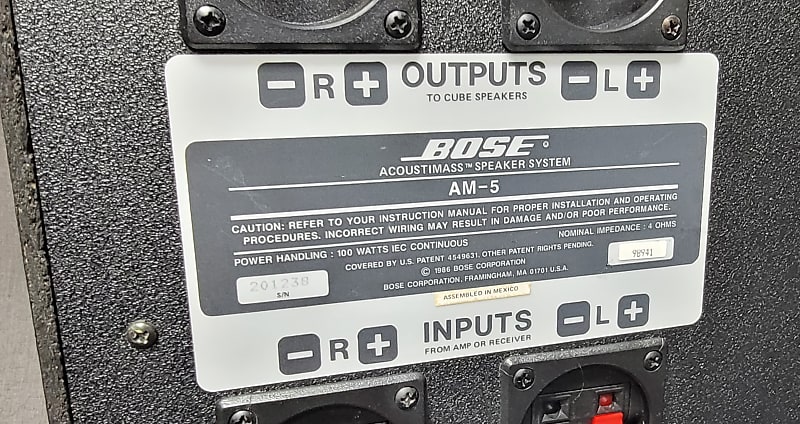 − R + OUTPUTS − L +
TO CUBE SPEAKERS
BOSE®
ACOUSTIMASS™ SPEAKER SYSTEM
AM-5
CAUTION: REFER TO YOUR INSTRUCTION MANUAL FOR PROPER INSTALLATION AND OPERATING
PROCEDURES. INCORRECT WIRING MAY RESULT IN DAMAGE AND/OR POOR PERFORMANCE.
POWER HANDLING: 100 WATTS IEC CONTINUOUS NOMINAL IMPEDANCE: 4 OHMS
COVERED BY U.S. PATENT 4549631. OTHER PATENT RIGHTS PENDING.
© 1986 BOSE CORPORATION
BOSE CORPORATION, FRAMINGHAM, MA 01701 U.S.A.
201238
S/N
98941
ASSEMBLED IN MEXICO
− R + INPUTS − L +
FROM AMP OR RECEIVER